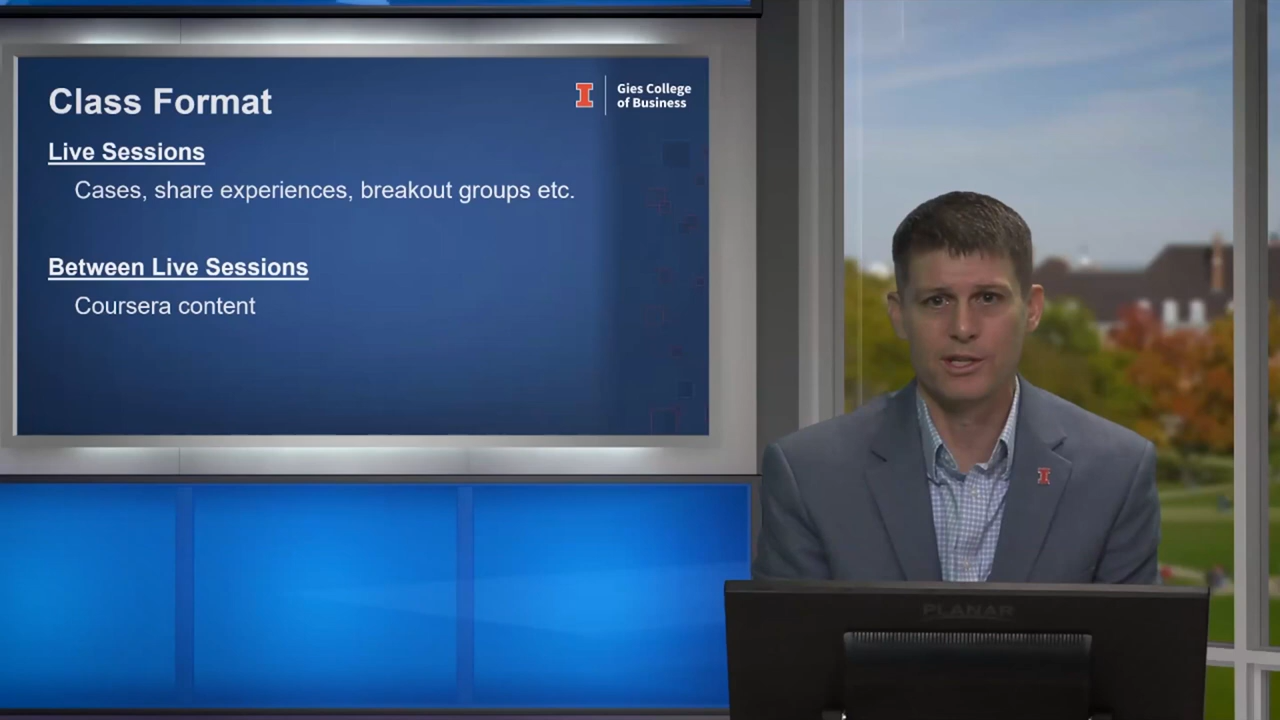 Class Format
I
Gies College
of Business
Live Sessions
Cases, share experiences, breakout groups etc.
Between Live Sessions
Coursera content
I
PLANAR